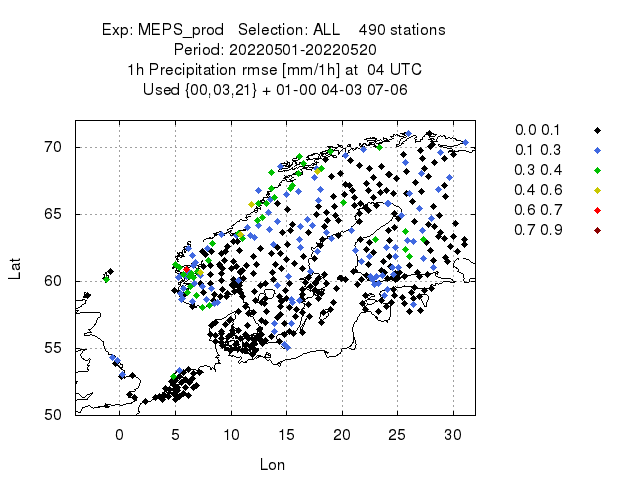 Exp: MEPS_prod   Selection: ALL    490 stations
Period: 20220501-20220520
1h Precipitation rmse [mm/1h] at  04 UTC
Used {00,03,21} + 01-00 04-03 07-06
0.0 0.1
0.1 0.3
0.3 0.4
0.4 0.6
0.6 0.7
0.7 0.9
70
65
60
55
50
Lat
0 5 10 15 20 25 30
Lon